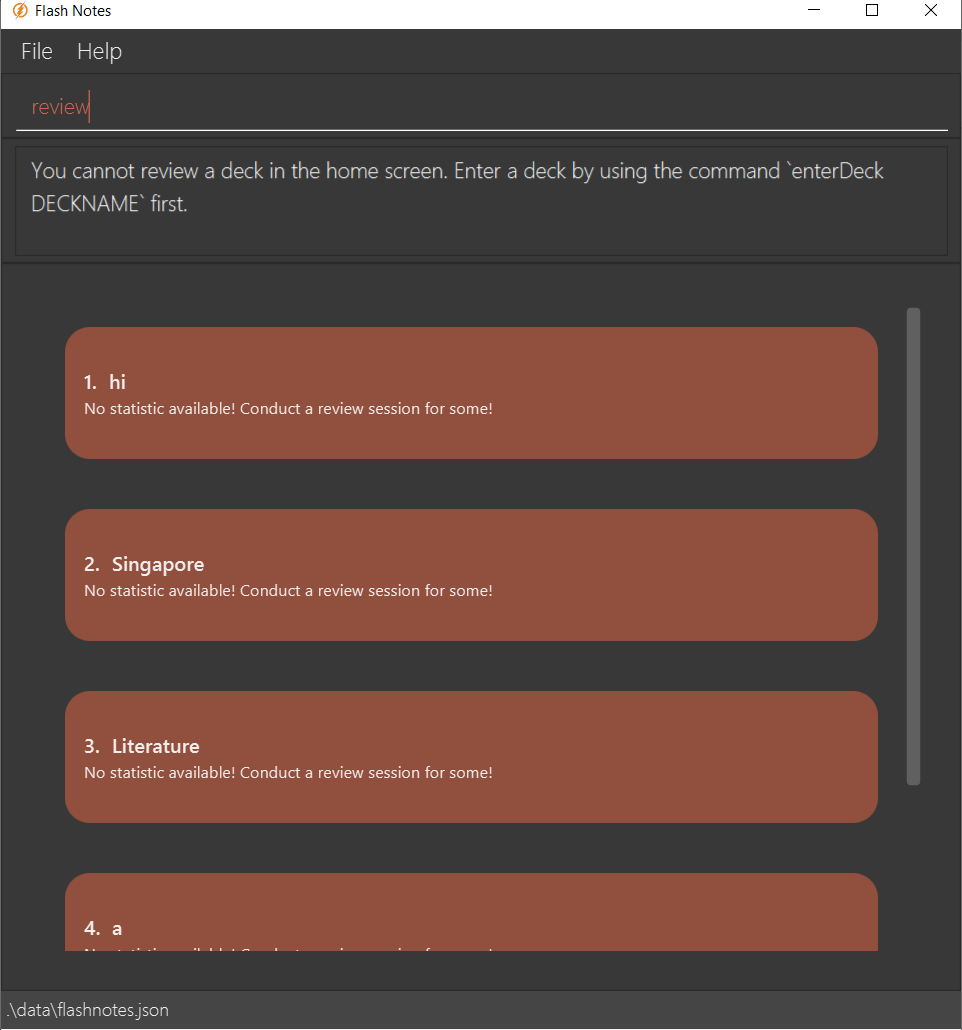 Flash Notes
File Help
review
You cannot review a deck in the home screen. Enter a deck by using the command `enterDeck
DECKNAME` first.
1. hi
No statistic available! Conduct a review session for some!
2. Singapore
No statistic available! Conduct a review session for some!
3. Literature
No statistic available! Conduct a review session for some!
4. a
.\data\flashnotes.json